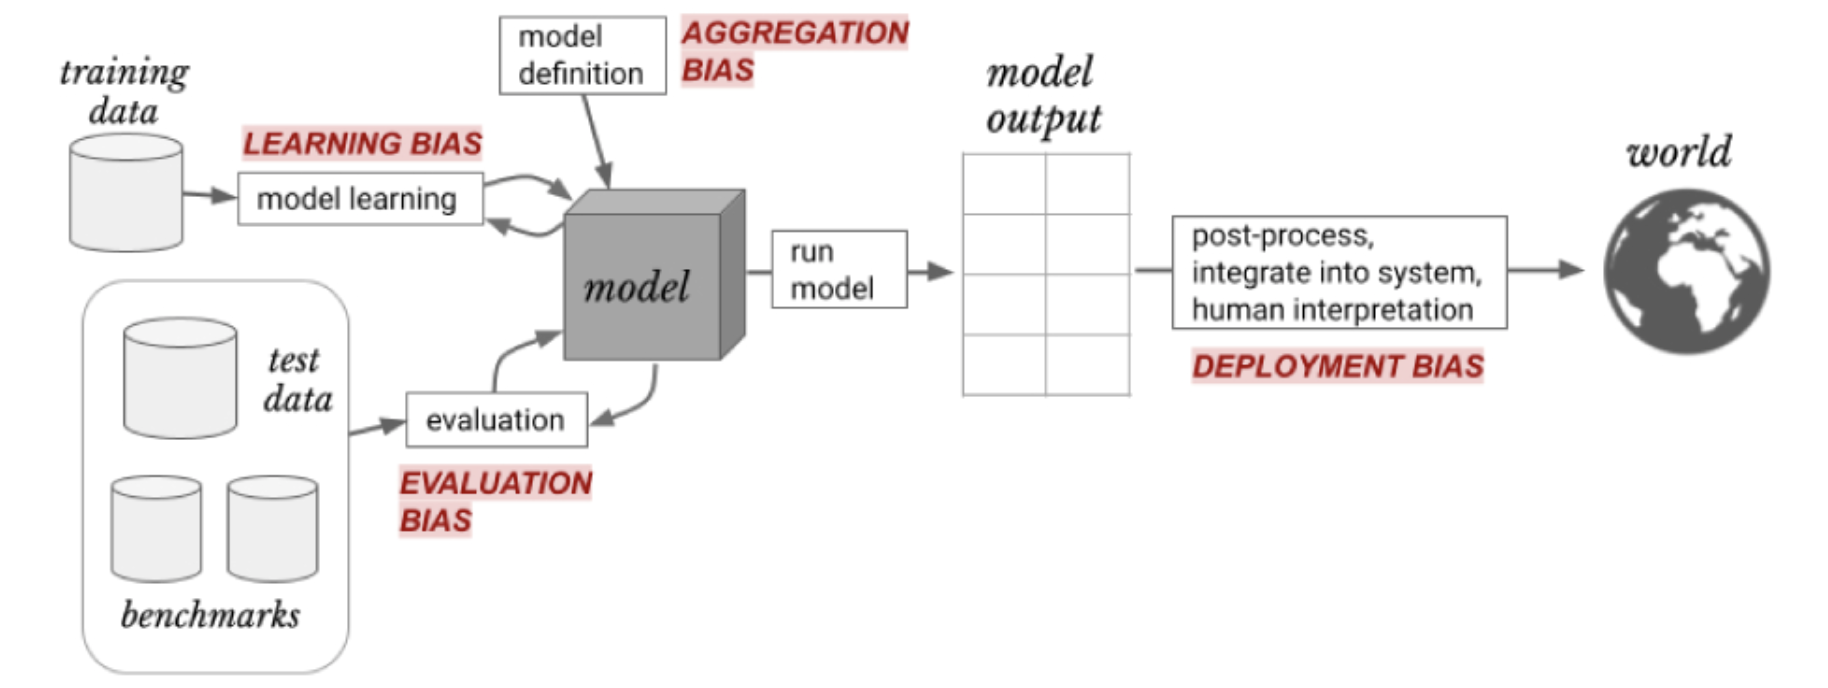 training
data
LEARNING BIAS
model learning
model
definition
AGGREGATION
BIAS
model
test
data
benchmarks
evaluation
EVALUATION
BIAS
run
model
model
output
post-process,
integrate into system,
human interpretation
DEPLOYMENT BIAS
world